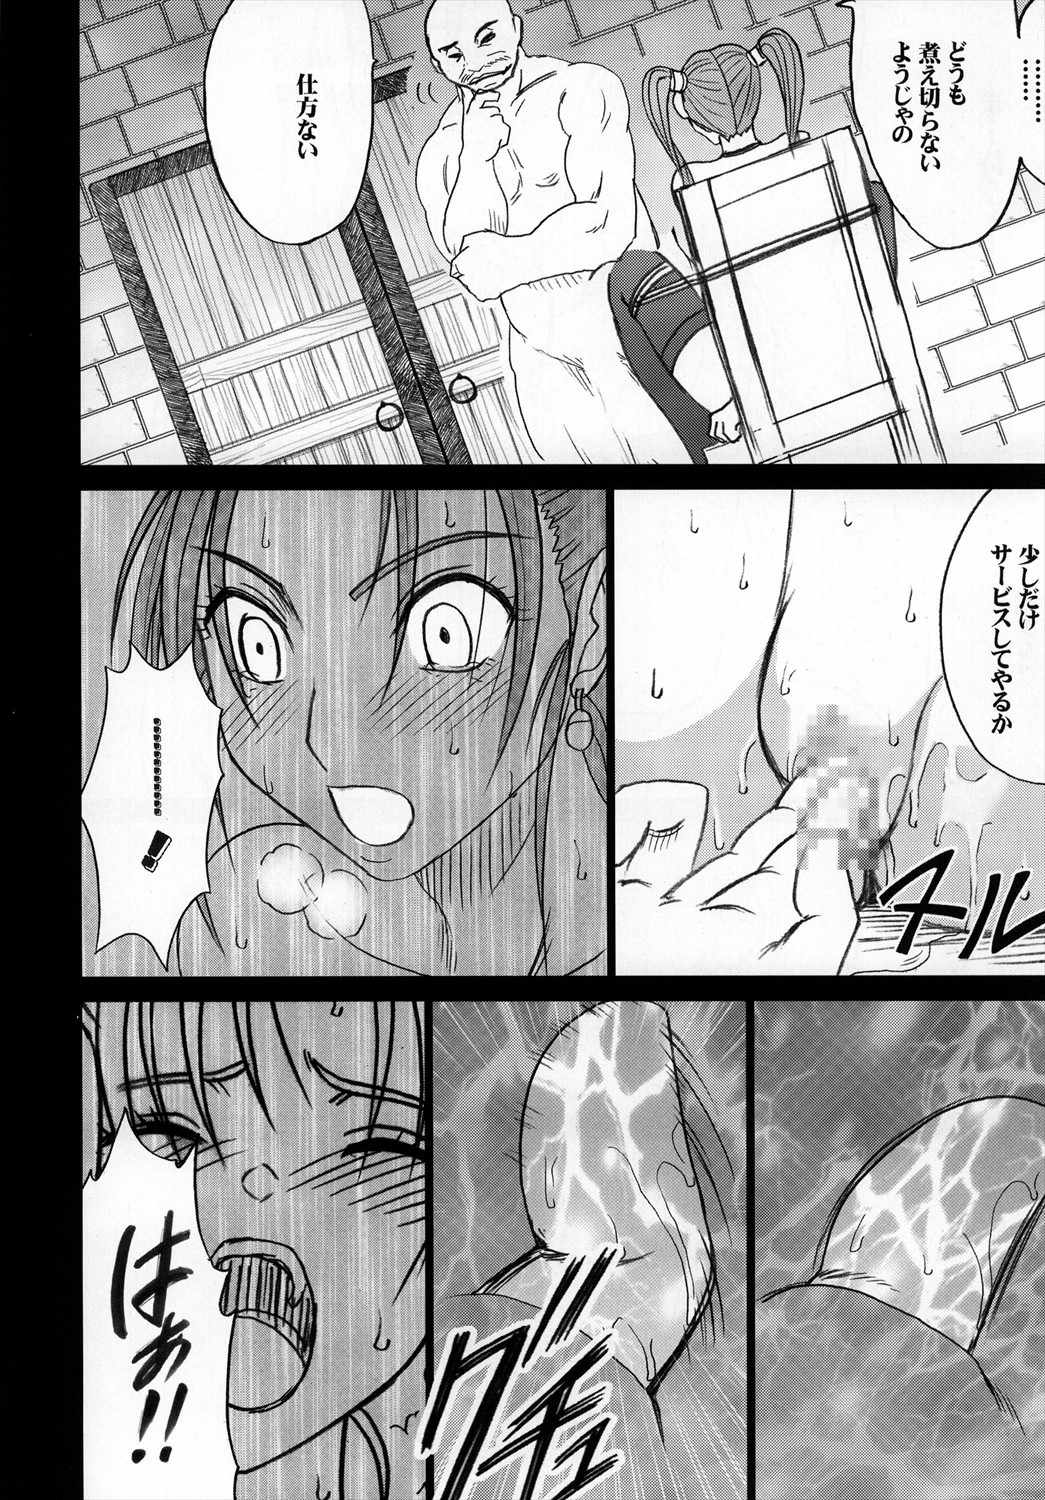 ………
……
どうも
煮え切らない
ようじゃの
仕方ない
少しだけ
サービスしてやるか
ヌル
…………!
グチュ
はぁ!!